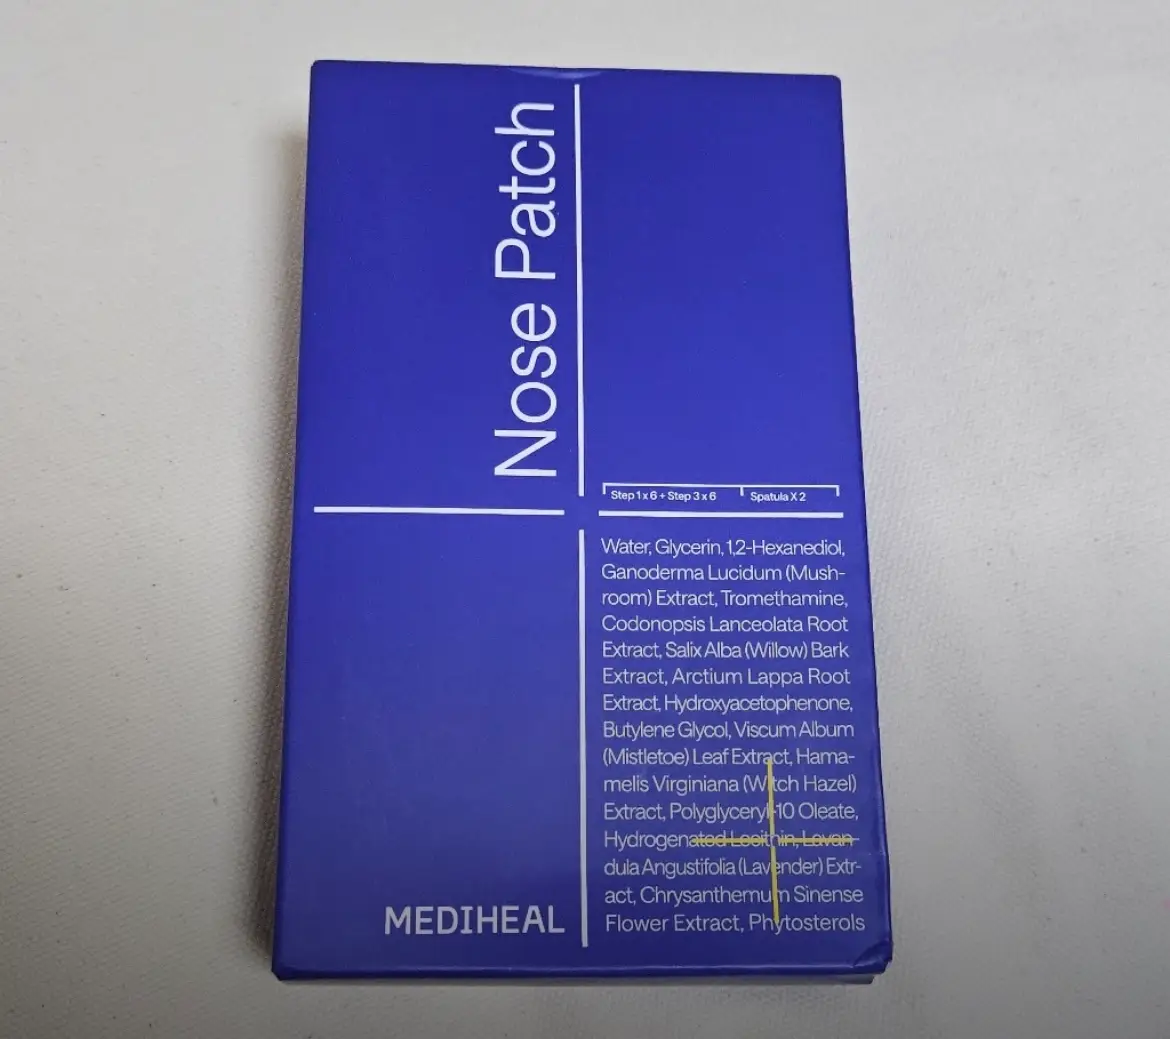 Nose Patch
Step 1 x 6 + Step 3 x 6
Spatula X 2
Water, Glycerin, 1,2-Hexanediol,
Ganoderma Lucidum (Mush-
room) Extract, Tromethamine,
Codonopsis Lanceolata Root
Extract, Salix Alba (Willow) Bark
Extract, Arctium Lappa Root
Extract, Hydroxyacetophenone,
Butylene Glycol, Viscum Album
(Mistletoe) Leaf Extract, Hama-
melis Virginiana (Witch Hazel)
Extract, Polyglyceryl-10 Oleate,
Hydrogenated Lecithin, Lavan-
dula Angustifolia (Lavender) Extr-
act, Chrysanthemum Sinense
Flower Extract, Phytosterols
MEDIHEAL